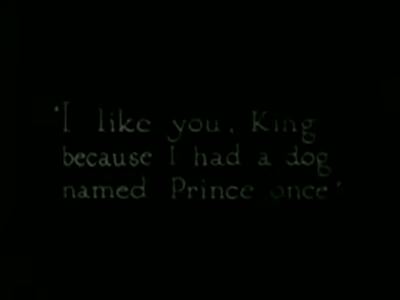 'I like you, King
because I had a dog
named Prince once'